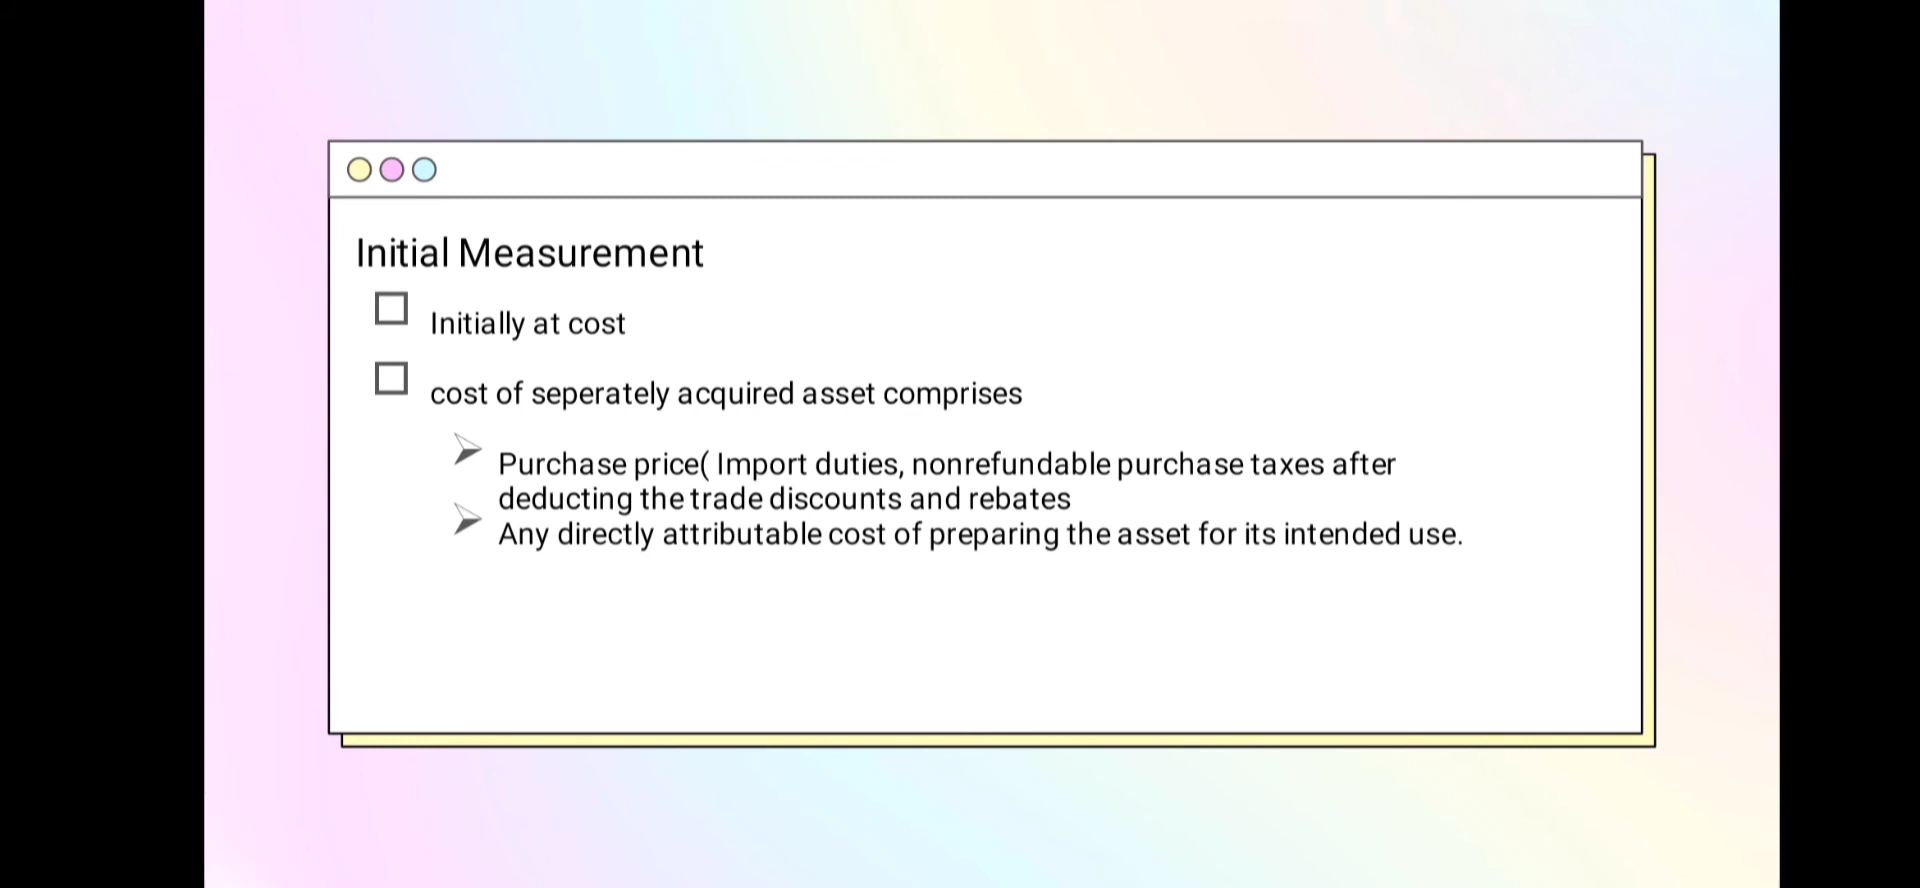 Initial Measurement
Initially at cost
cost of seperately acquired asset comprises
Purchase price( Import duties, nonrefundable purchase taxes after
deducting the trade discounts and rebates
Any directly attributable cost of preparing the asset for its intended use.